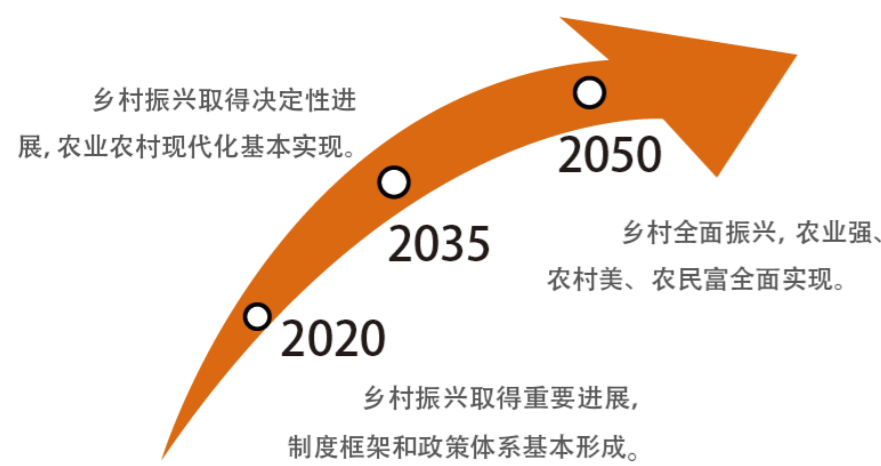 乡村振兴取得决定性进
展,农业农村现代化基本实现。
2050
2035
乡村全面振兴,农业强、
农村美、农民富全面实现。
2020
乡村振兴取得重要进展,
制度框架和政策体系基本形成。